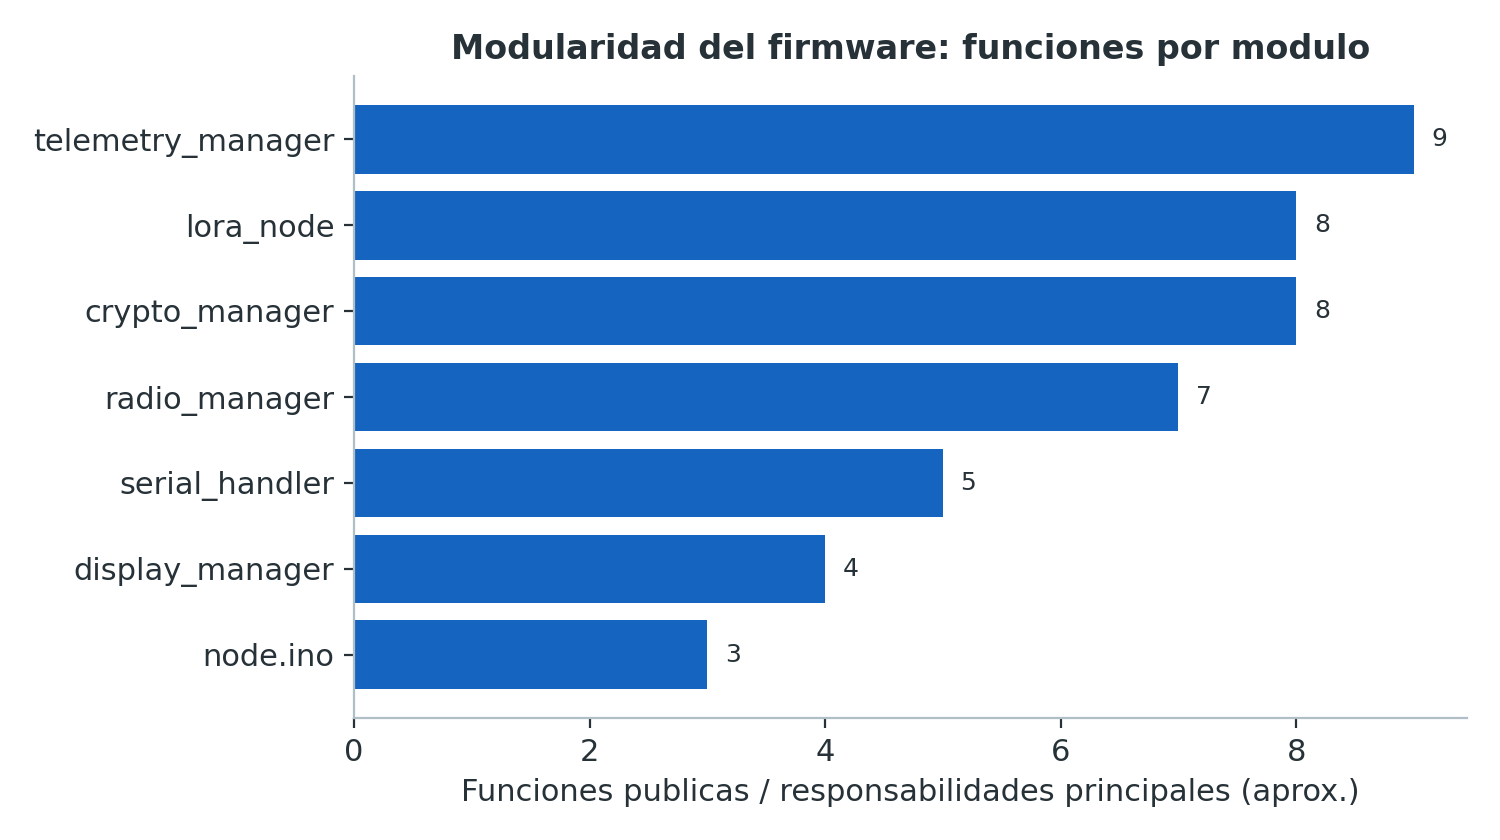 Modularidad del firmware: funciones por modulo
telemetry_manager 9
lora_node 8
crypto_manager 8
radio_manager 7
serial_handler 5
display_manager 4
node.ino 3
0 2 4 6 8
Funciones publicas / responsabilidades principales (aprox.)